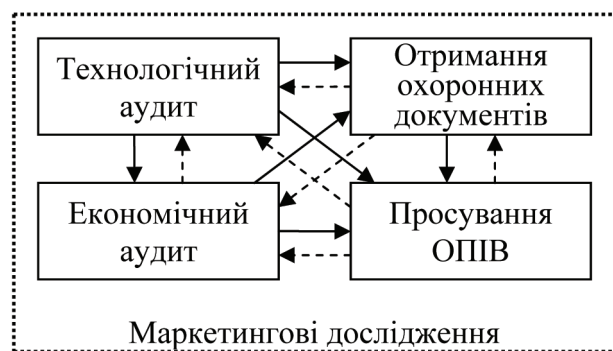 Технологічний
аудит
Отримання
охоронних
документів
Економічний
аудит
Просування
ОПІВ
Маркетингові дослідження